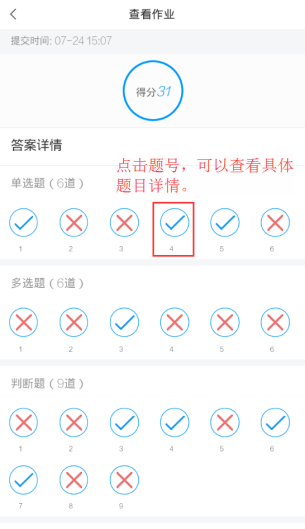 查看作业
提交时间: 07-24 15:07
得分31
答案详情
点击题号，可以查看具体
题目详情。
单选题（6道）
1 2 3 4 5 6
多选题（6道）
1 2 3 4 5 6
判断题（9道）
1 2 3 4 5 6
7 8 9